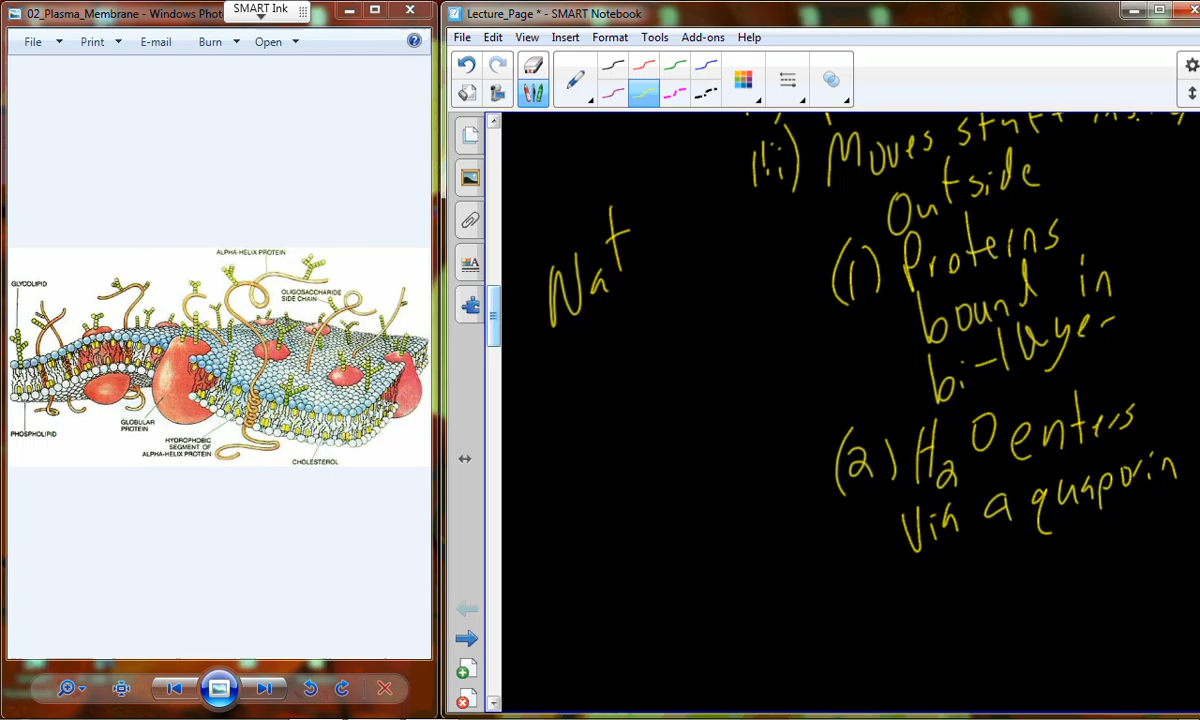 02_Plasma_Membrane - Windows Phot
SMART Ink
File
Print
E-mail
Burn
Open
GLYCOLIPID
ALPHA-HELIX PROTEIN
OLIGOSACCHARIDE
SIDE CHAIN
PHOSPHOLIPID
GLOBULAR
PROTEIN
HYDROPHOBIC
SEGMENT OF
ALPHA-HELIX PROTEIN
CHOLESTEROL
Lecture_Page * - SMART Notebook
File Edit View Insert Format Tools Add-ons Help
iii) Moves stuff
Outside
Na+
(1) Proteins
bound in
bi-layer
(2) H2O enters
Via aquaporin